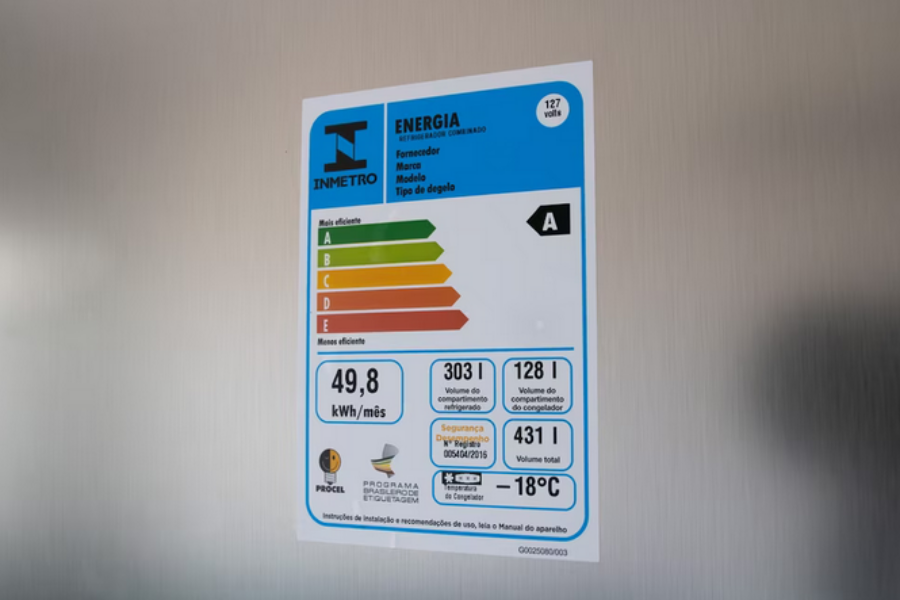 INMETRO
ENERGIA
REFRIGERADOR COMBINADO
127
volts
Fornecedor
Marca
Modelo
Tipo de degelo
Mais eficiente
A
A
B
C
D
E
Menos eficiente
49,8
kWh/mês
303 l
Volume do
compartimento
refrigerado
128 l
Volume do
compartimento
do congelador
Segurança
Desempenho
Nº Registro
005404/2016
431 l
Volume total
Temperatura
do Congelador
−18°C
PROCEL
PROGRAMA
BRASILEIRO DE
ETIQUETAGEM
Instruções de instalação e recomendações de uso, leia o Manual do aparelho
G0025080/003